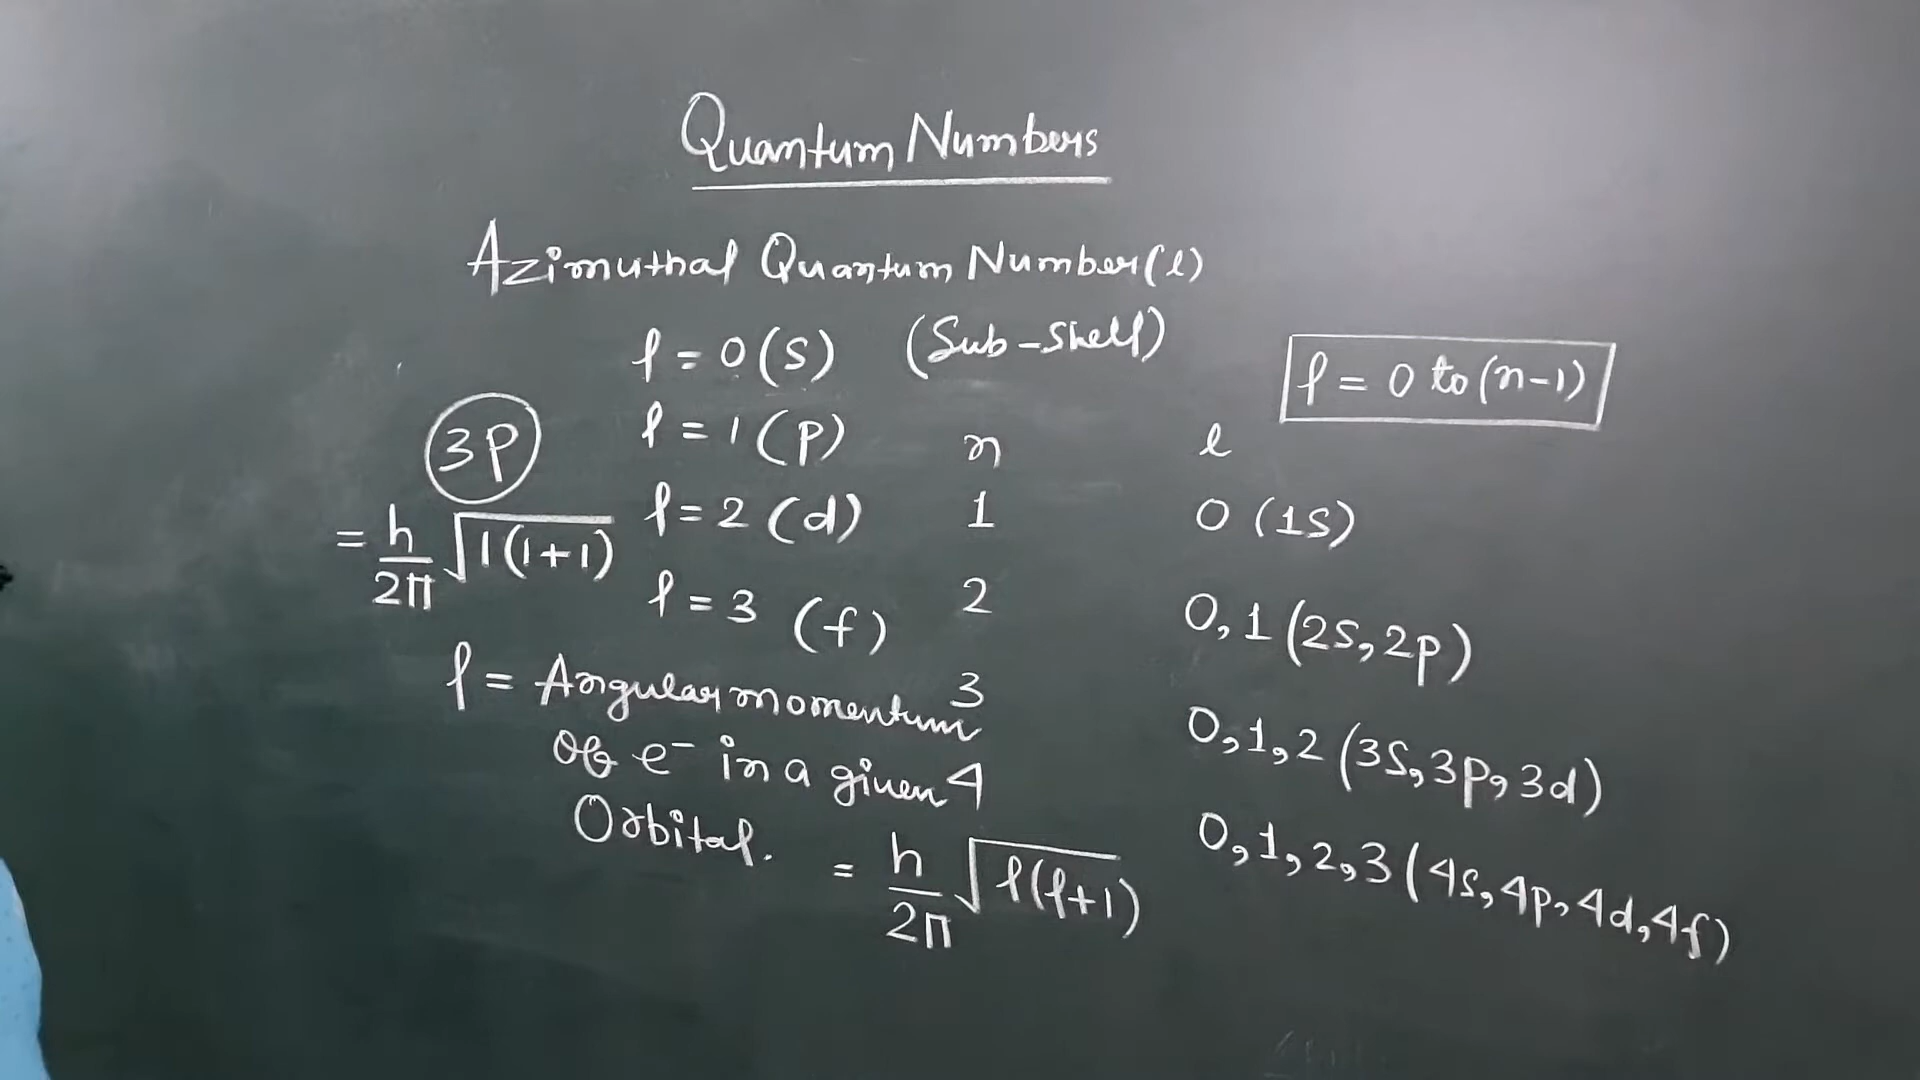 Quantum Numbers
Azimuthal Quantum Number(l)
l = 0 (S) (Sub-Shell)
l = 1 (P)
l = 2 (d)
l = 3 (f)
l = 0 to (n-1)
3P
= h/2π √1(1+1)
l = Angular momentum
of e⁻ in a given
Orbital.
= h/2π √l(l+1)
n l
1 0 (1S)
2 0,1 (2S, 2p)
3 0,1,2 (3S, 3p, 3d)
4 0,1,2,3 (4s, 4p, 4d, 4f)